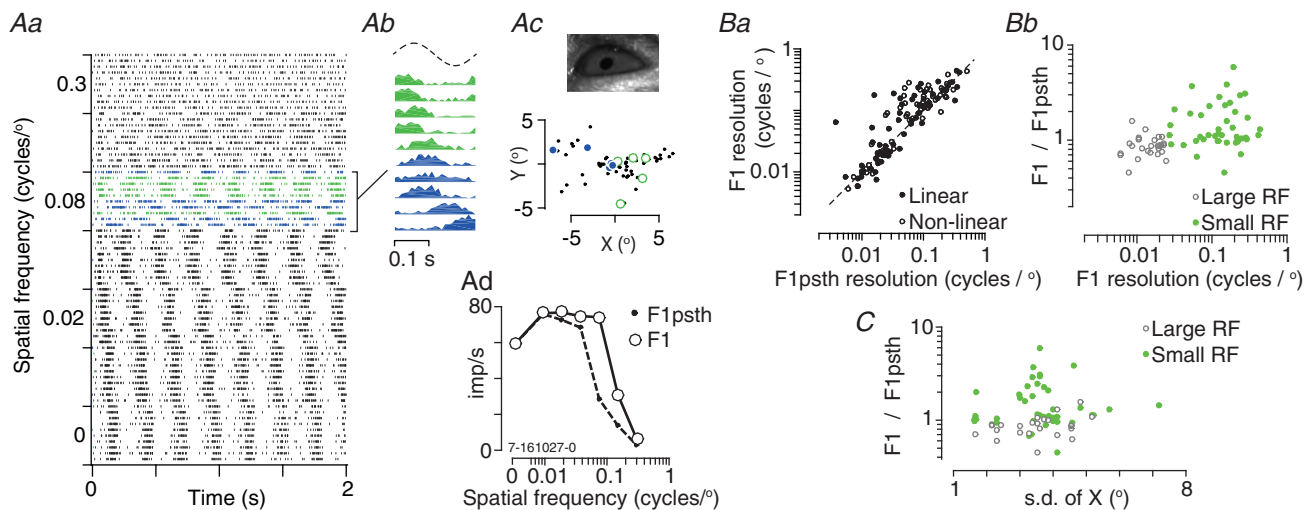 Aa
Spatial frequency (cycles/°)
0.3
0.08
0.02
0
0
2
Time (s)
Ab
0.1 s
Ac
5
Y (°)
-5
-5
5
X (°)
Ad
80
imp/s
0
F1psth
F1
7-161027-0
0
0.01
0.1
1
Spatial frequency (cycles/°)
Ba
F1 resolution
(cycles / °)
1
0.1
0.01
Linear
Non-linear
0.01
0.1
1
F1psth resolution (cycles / °)
Bb
F1 / F1psth
10
1
Large RF
Small RF
0.01
0.1
1
F1 resolution (cycles / °)
C
F1 / F1psth
10
1
Large RF
Small RF
1
8
s.d. of X (°)